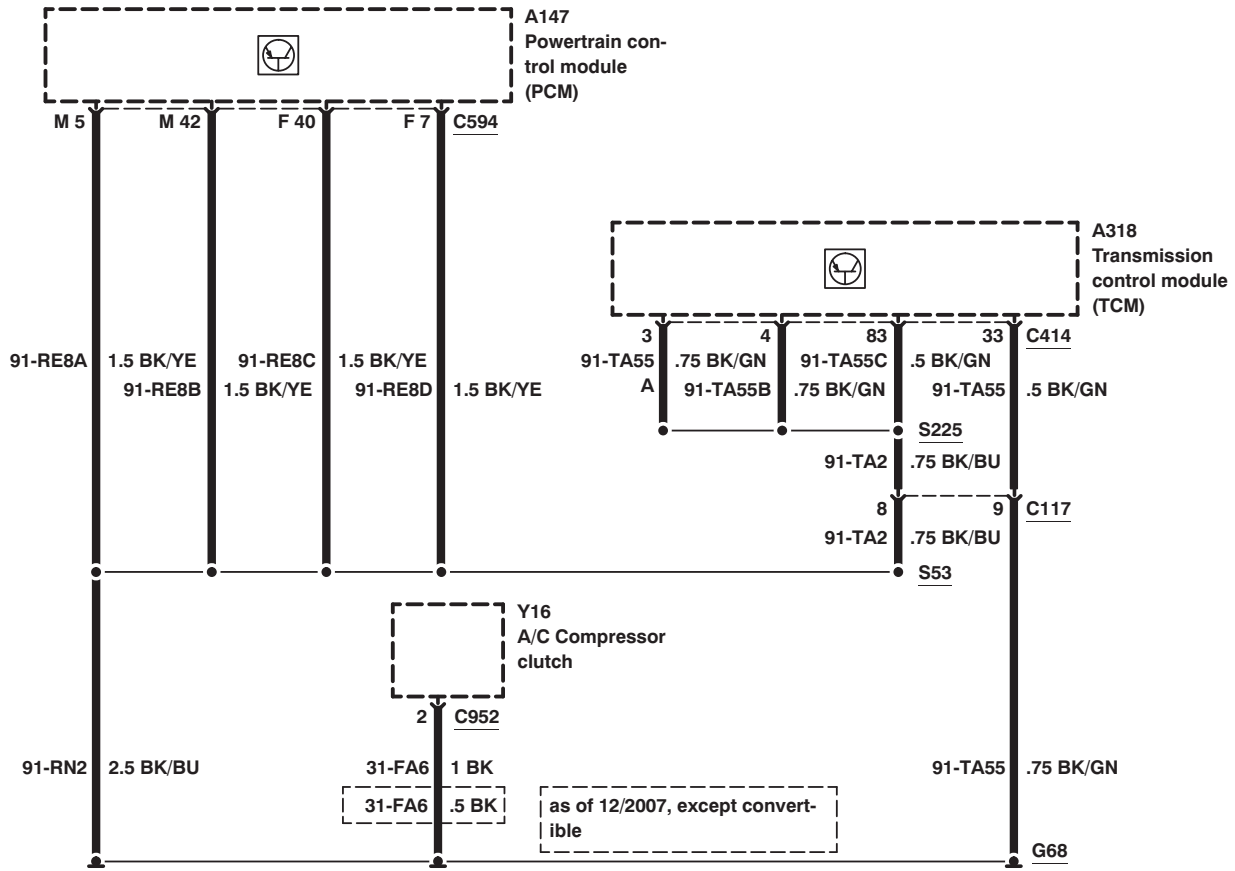 A147
Powertrain con-
trol module
(PCM)
M 5 M 42 F 40 F 7 C594
A318
Transmission
control module
(TCM)
3 4 83 33 C414
91-RE8A 1.5 BK/YE 91-RE8C 1.5 BK/YE 91-TA55 .75 BK/GN 91-TA55C .5 BK/GN
91-RE8B 1.5 BK/YE 91-RE8D 1.5 BK/YE A 91-TA55B .75 BK/GN 91-TA55 .5 BK/GN
S225
91-TA2 .75 BK/BU
8 9 C117
91-TA2 .75 BK/BU
S53
Y16
A/C Compressor
clutch
2 C952
91-RN2 2.5 BK/BU 31-FA6 1 BK 91-TA55 .75 BK/GN
31-FA6 .5 BK as of 12/2007, except convert-
ible
G68